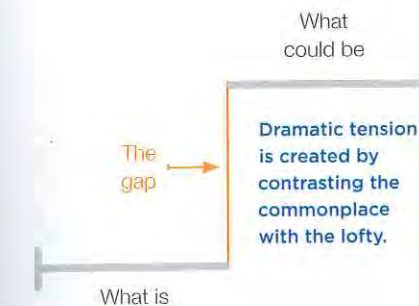 What
could be
The
gap
Dramatic tension
is created by
contrasting the
commonplace
with the lofty.
What is